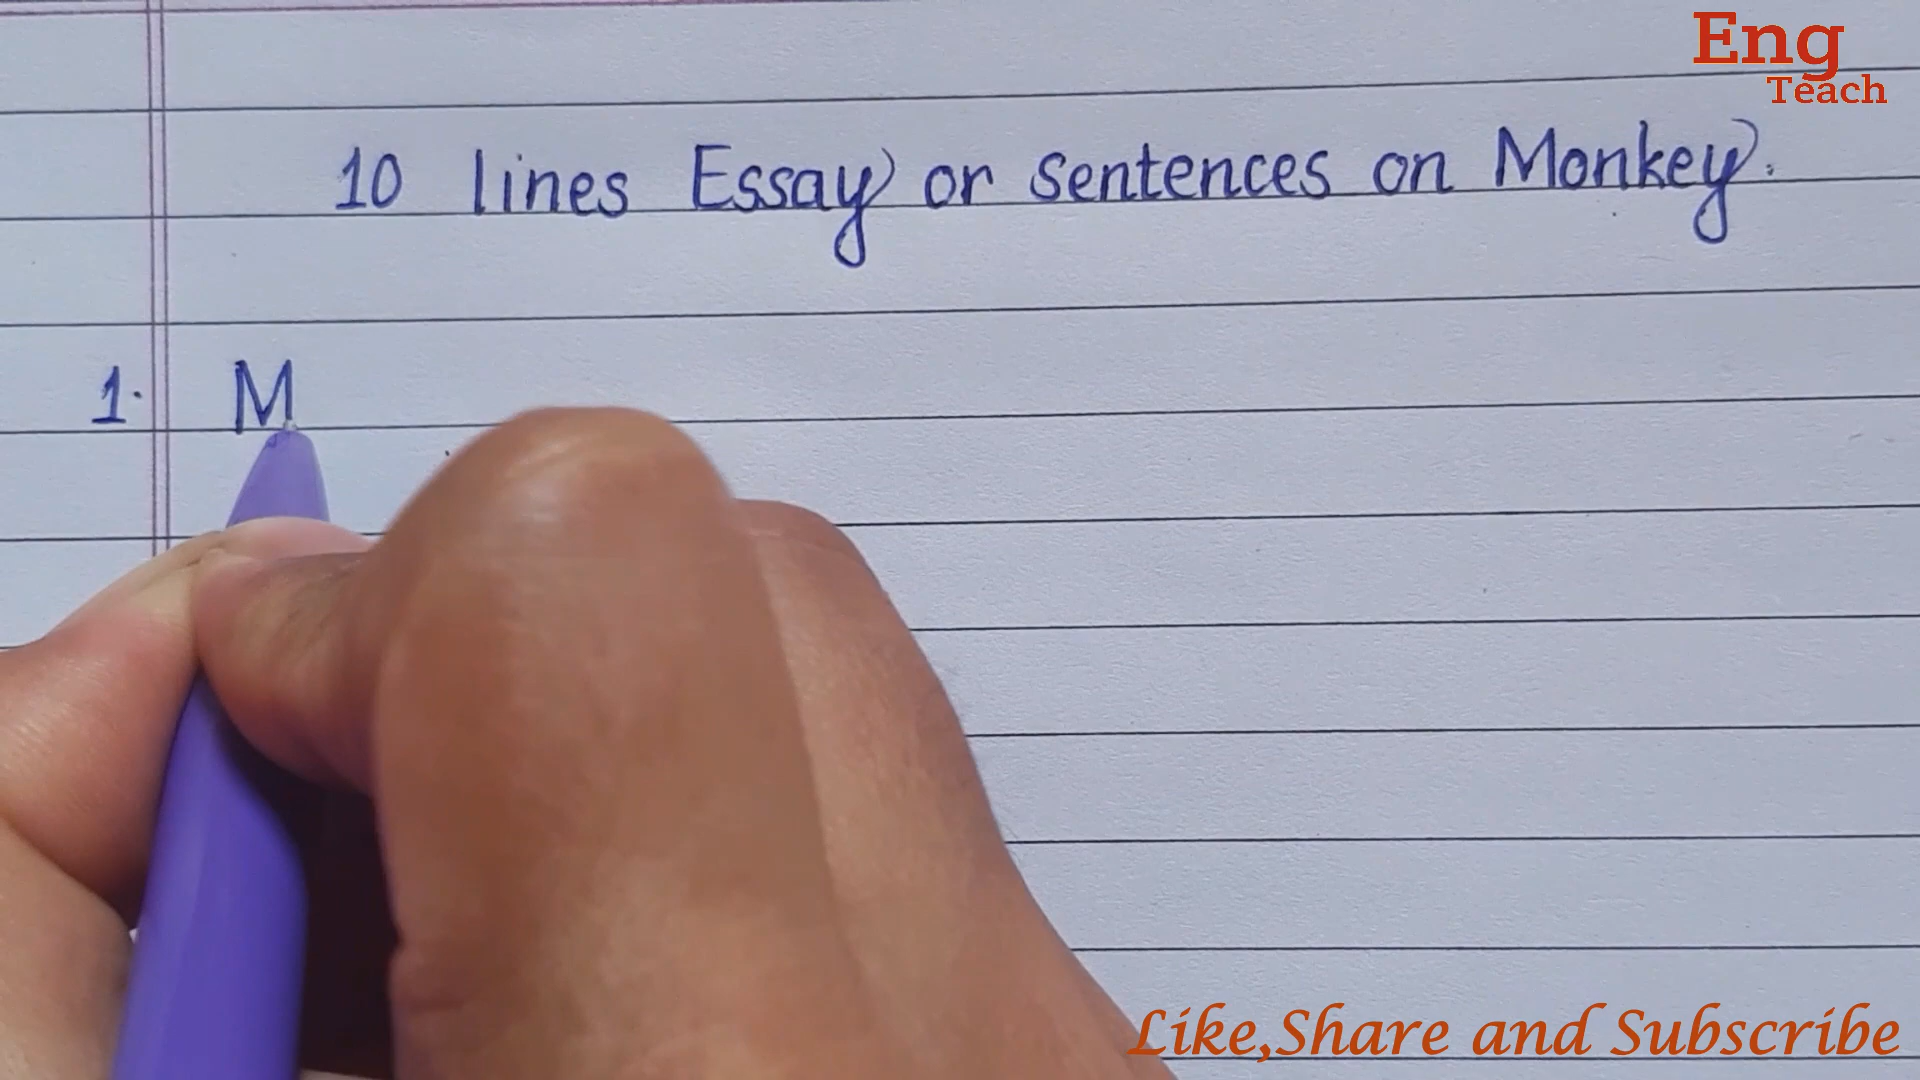 Eng
Teach
10 lines Essay or sentences on Monkey.
1. M
Like,Share and Subscribe